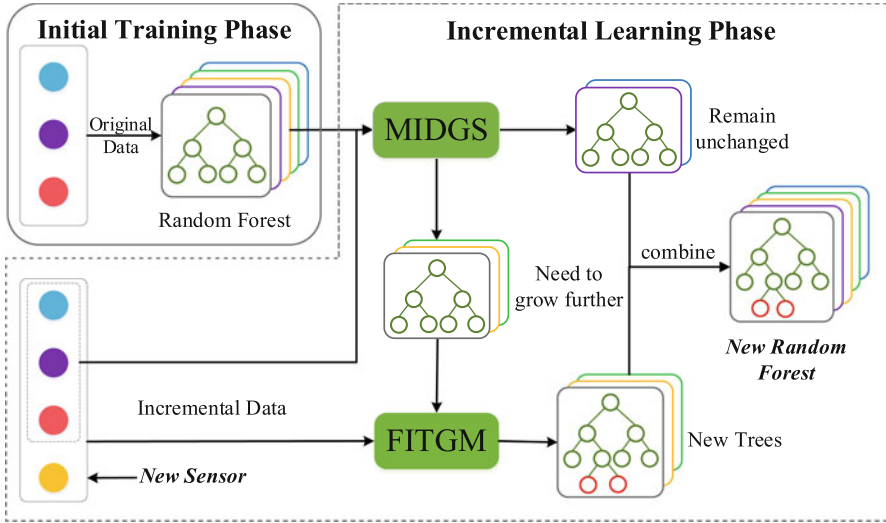 Initial Training Phase
Incremental Learning Phase
Original
Data
Random Forest
MIDGS
Remain
unchanged
Need to
grow further
combine
New Random
Forest
Incremental Data
FITGM
New Trees
New Sensor